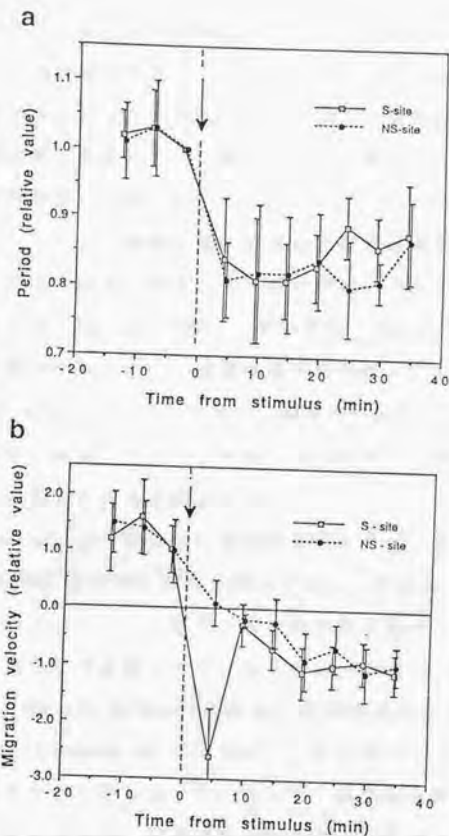 a
1.1
1.0
0.9
0.8
0.7
Period (relative value)
S-site
NS-site
-20 -10 0 10 20 30 40
Time from stimulus (min)
b
2.0
1.0
0.0
-1.0
-2.0
-3.0
Migration velocity (relative value)
S - site
NS - site
-20 -10 0 10 20 30 40
Time from stimulus (min)